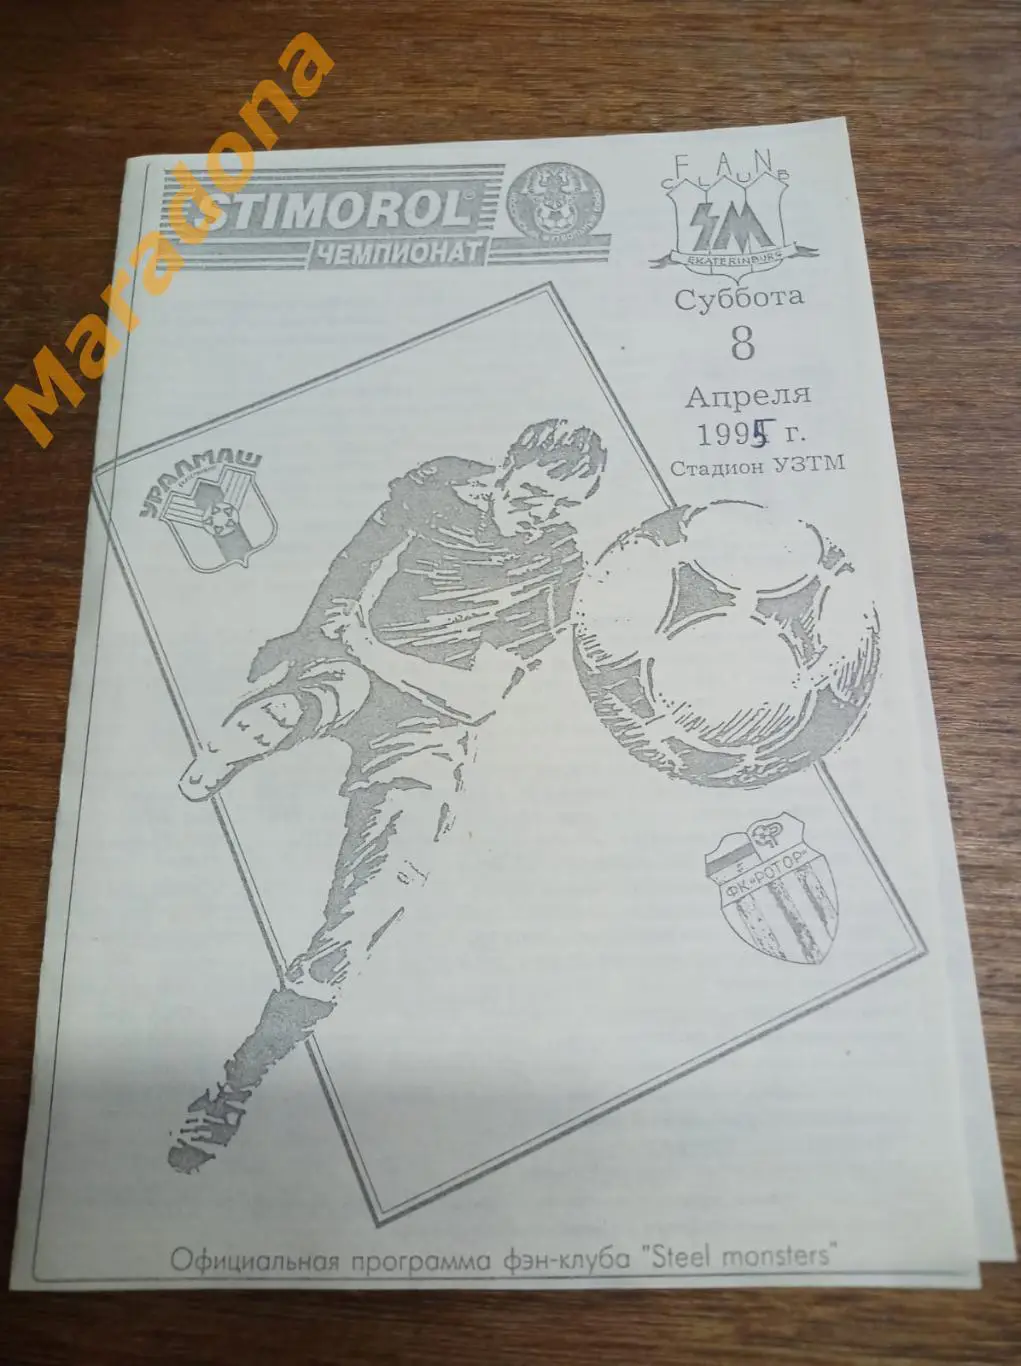 Maradona
STIMOROL
ЧЕМПИОНАТ
FAN
CLAUB
SM
EKATERINBURG
Суббота
8
Апреля
1995 г.
Стадион УЗТМ
УРАЛМАШ
ФК «РОТОР»
Официальная программа фэн-клуба "Steel monsters"